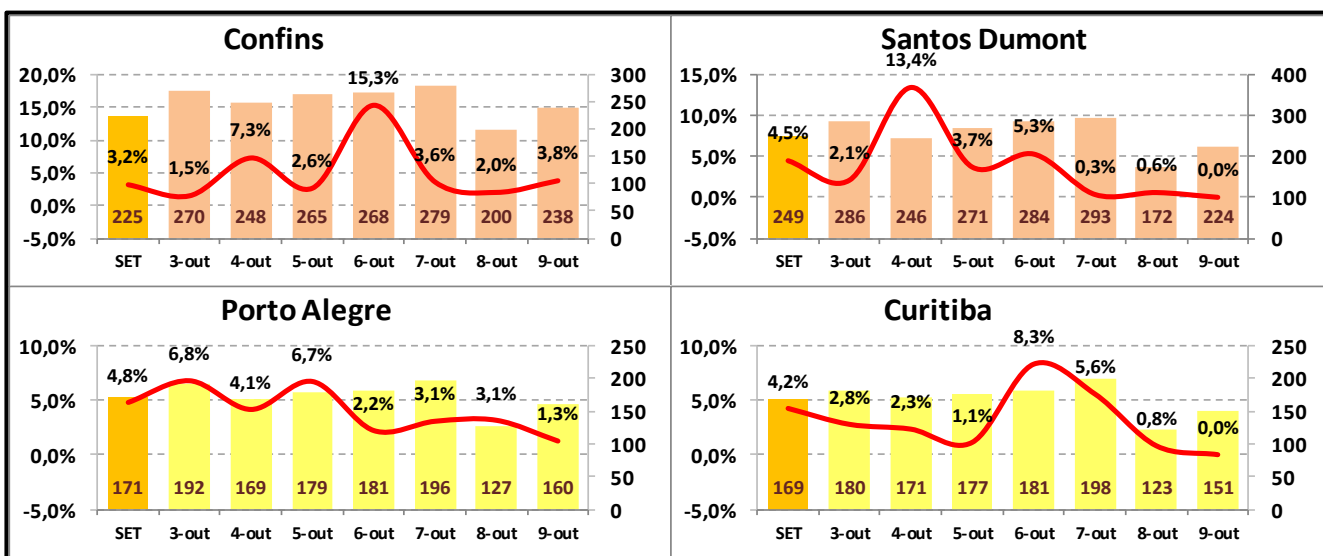 Confins
20,0%
15,0%
10,0%
5,0%
0,0%
-5,0%
3,2% 1,5% 7,3% 2,6% 15,3% 3,6% 2,0% 3,8%
225 270 248 265 268 279 200 238
300
250
200
150
100
50
0
SET 3-out 4-out 5-out 6-out 7-out 8-out 9-out
Santos Dumont
15,0%
10,0%
5,0%
0,0%
-5,0%
4,5% 2,1% 13,4% 3,7% 5,3% 0,3% 0,6% 0,0%
249 286 246 271 284 293 172 224
400
300
200
100
0
SET 3-out 4-out 5-out 6-out 7-out 8-out 9-out
Porto Alegre
10,0%
5,0%
0,0%
-5,0%
4,8% 6,8% 4,1% 6,7% 2,2% 3,1% 3,1% 1,3%
171 192 169 179 181 196 127 160
250
200
150
100
50
0
SET 3-out 4-out 5-out 6-out 7-out 8-out 9-out
Curitiba
10,0%
5,0%
0,0%
-5,0%
4,2% 2,8% 2,3% 1,1% 8,3% 5,6% 0,8% 0,0%
169 180 171 177 181 198 123 151
250
200
150
100
50
0
SET 3-out 4-out 5-out 6-out 7-out 8-out 9-out